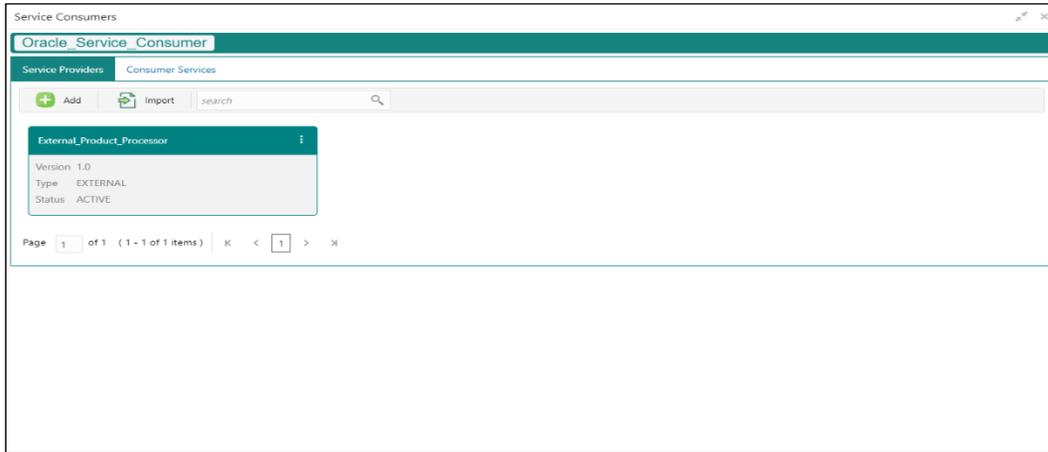 Service Consumers
Oracle_Service_Consumer
Service Providers Consumer Services
Add Import search
External_Product_Processor
Version 1.0
Type EXTERNAL
Status ACTIVE
Page 1 of 1 (1 - 1 of 1 items) 1